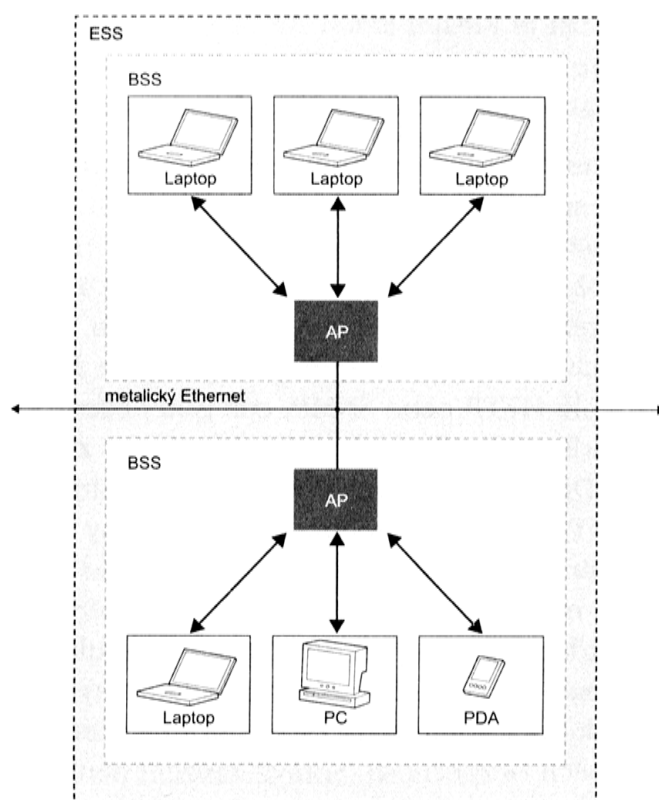 ESS
BSS
Laptop Laptop Laptop
AP
metalický Ethernet
BSS
AP
Laptop PC PDA